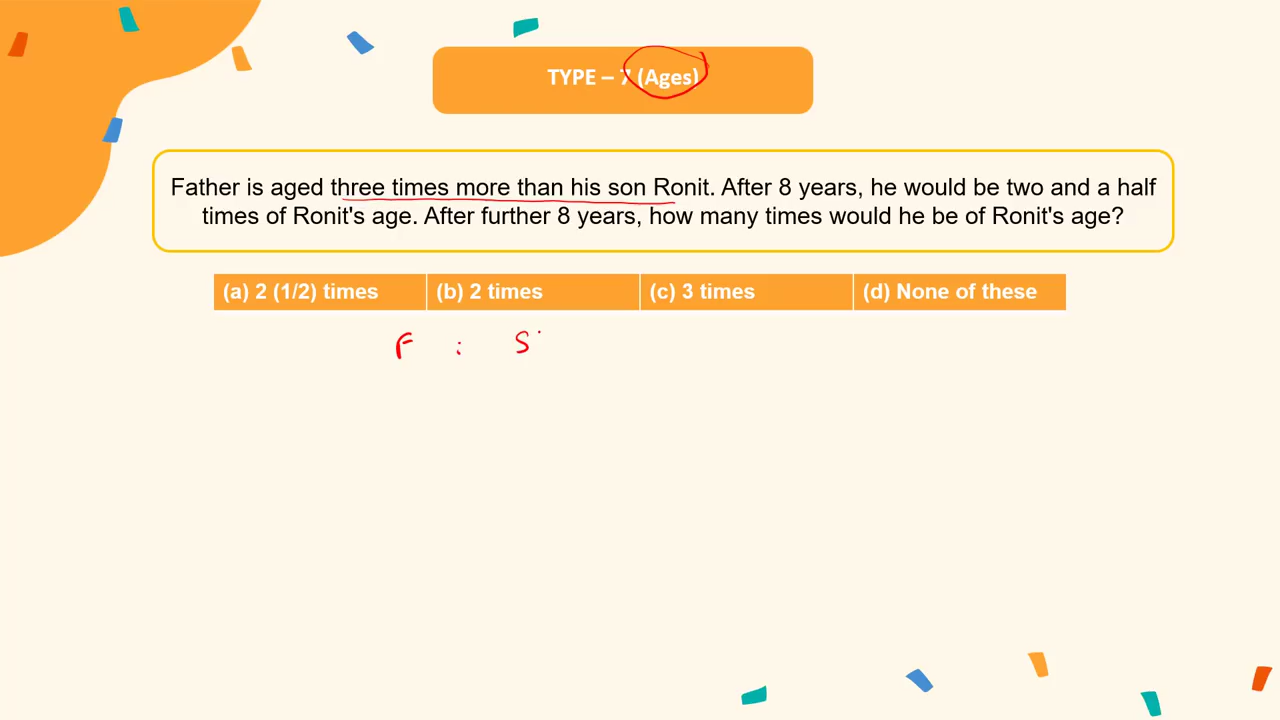 TYPE – 7 (Ages)
Father is aged three times more than his son Ronit. After 8 years, he would be two and a half
times of Ronit's age. After further 8 years, how many times would he be of Ronit's age?
(a) 2 (1/2) times (b) 2 times (c) 3 times (d) None of these
F : S